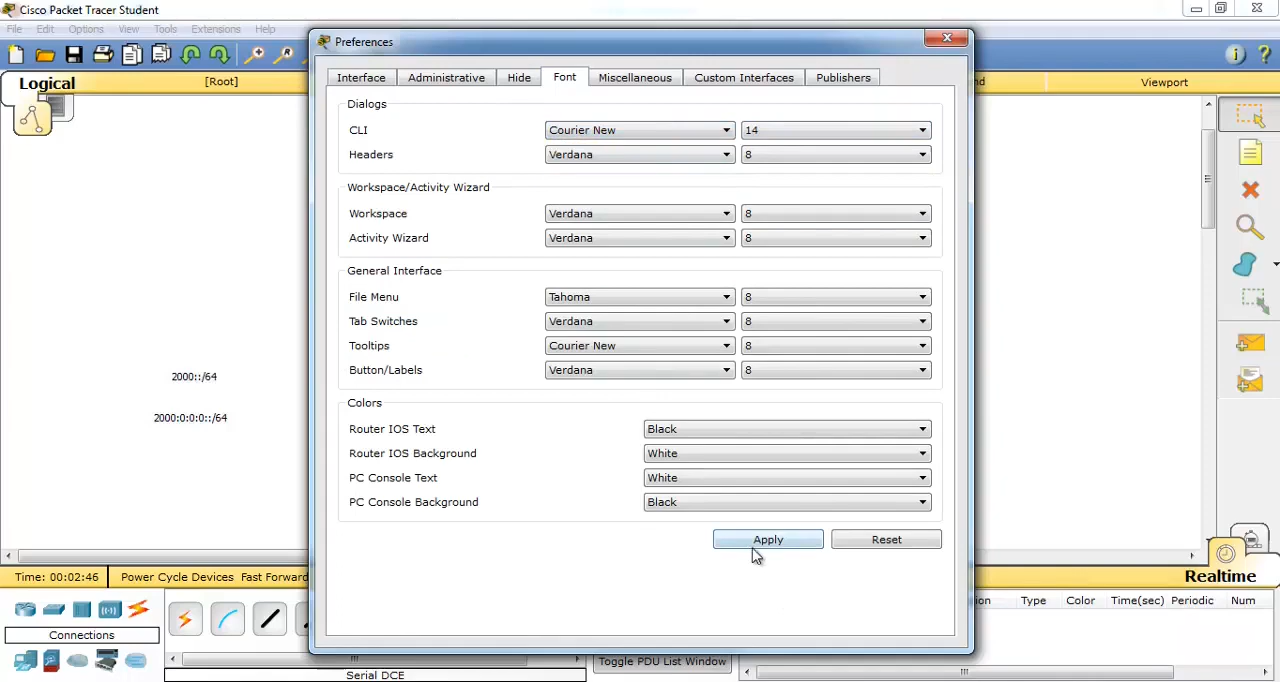 Cisco Packet Tracer Student
File Edit Options View Tools Extensions Help
Preferences
Logical [Root] Viewport
Interface Administrative Hide Font Miscellaneous Custom Interfaces Publishers
Dialogs
CLI Courier New 14
Headers Verdana 8
Workspace/Activity Wizard
Workspace Verdana 8
Activity Wizard Verdana 8
General Interface
File Menu Tahoma 8
Tab Switches Verdana 8
Tooltips Courier New 8
Button/Labels Verdana 8
2000::/64
2000:0:0:0::/64
Colors
Router IOS Text Black
Router IOS Background White
PC Console Text White
PC Console Background Black
Apply Reset
Time: 00:02:46 Power Cycle Devices Fast Forward
Realtime
Type Color Time(sec) Periodic Num
Connections
Toggle PDU List Window
Serial DCE